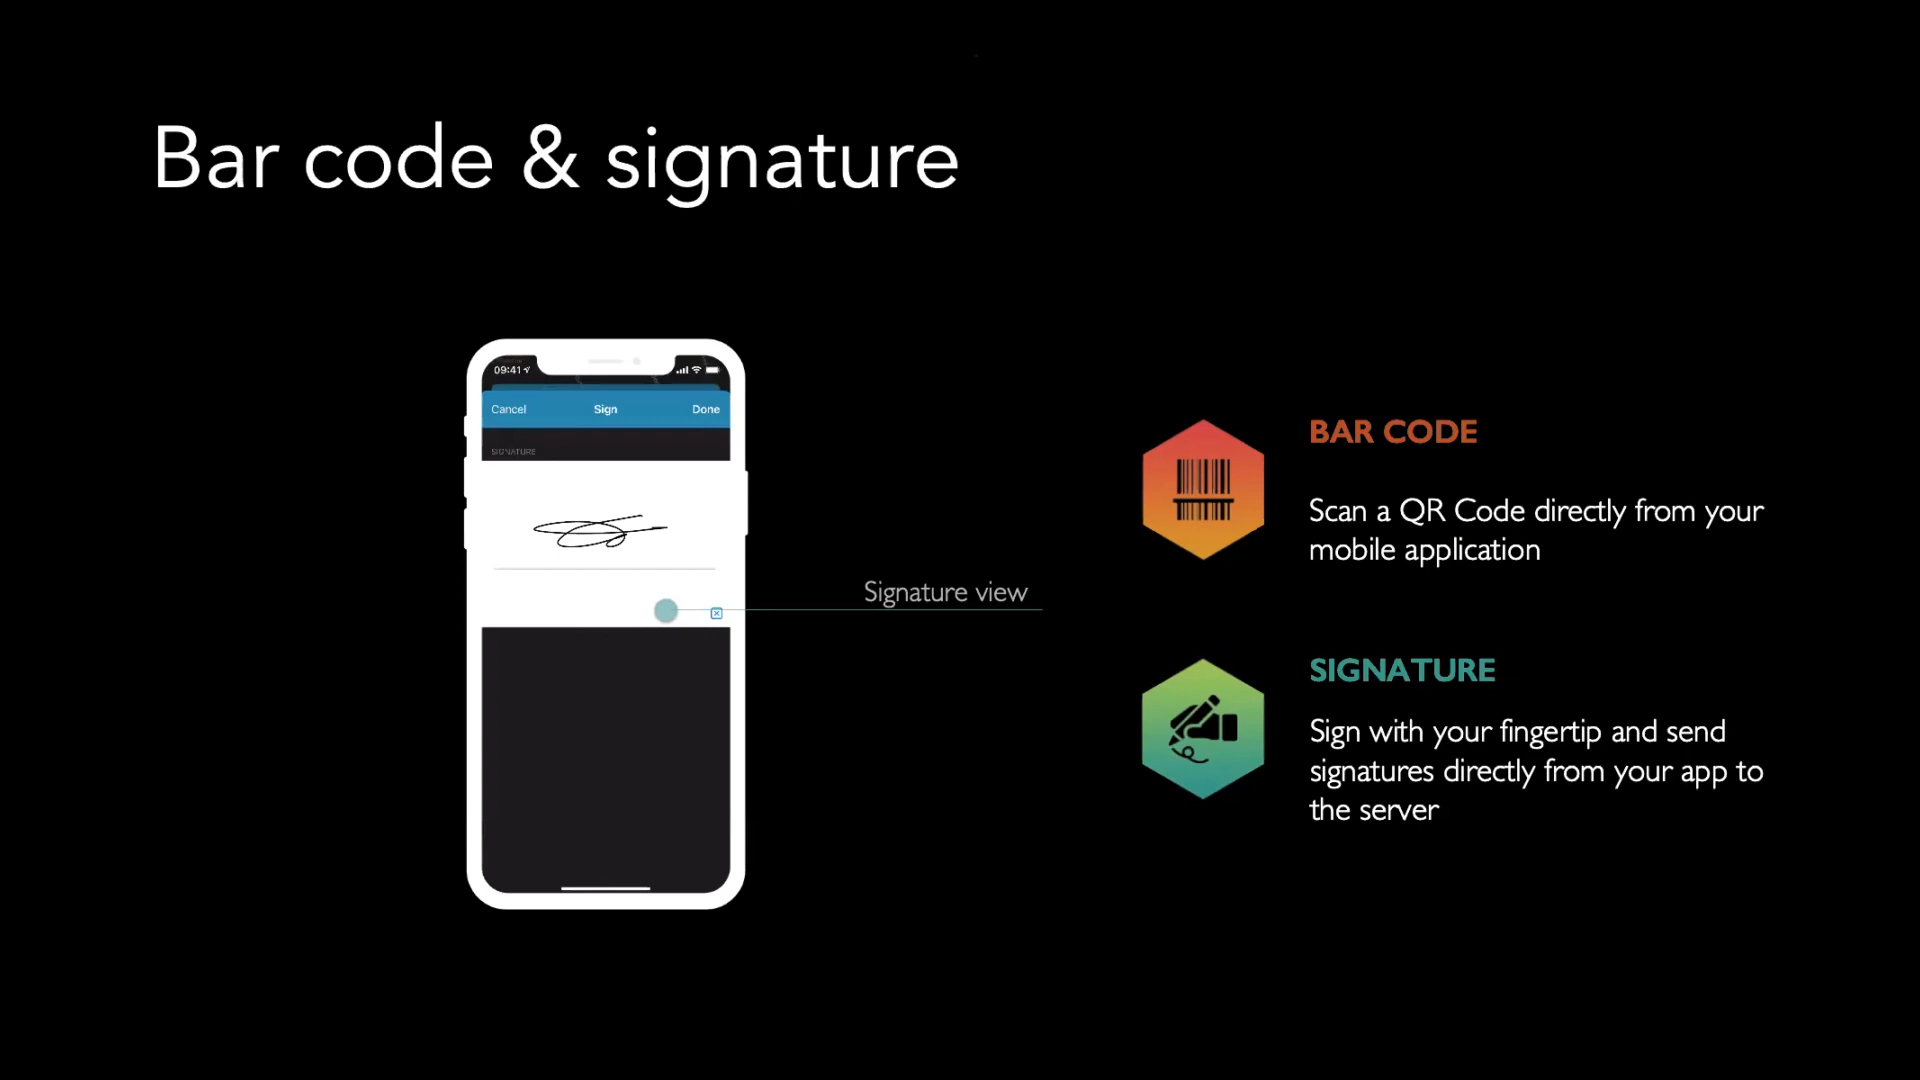 Bar code & signature
09:41
Cancel
Sign
Done
SIGNATURE
Signature view
BAR CODE
Scan a QR Code directly from your
mobile application
SIGNATURE
Sign with your fingertip and send
signatures directly from your app to
the server